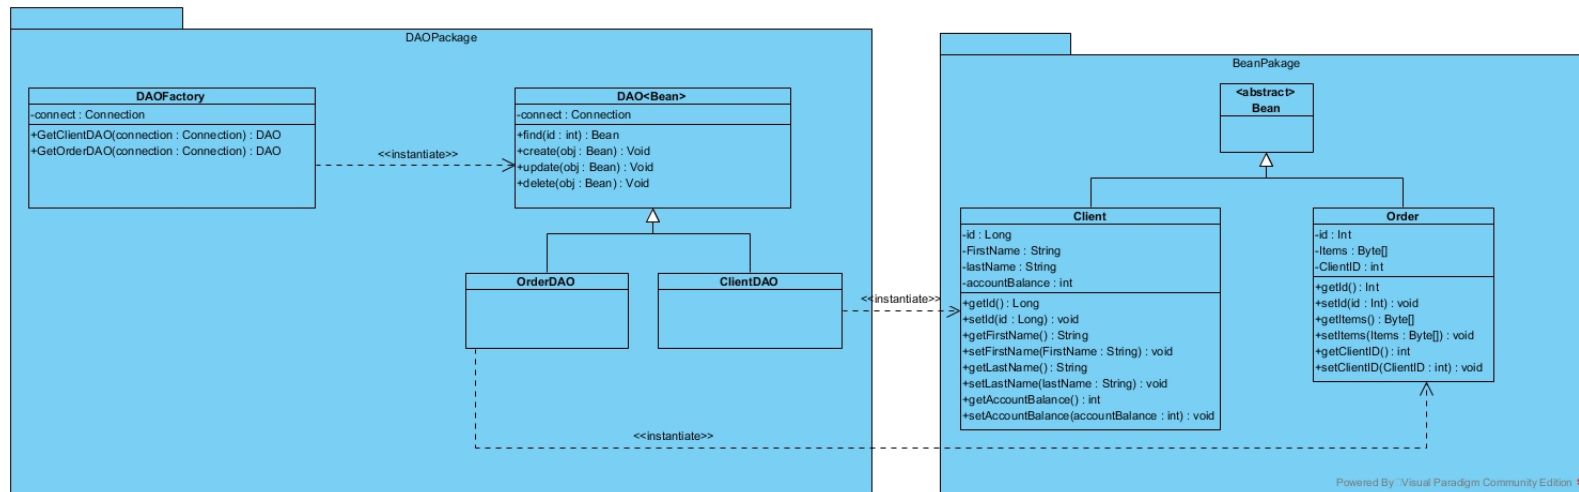 DAOPackage
DAOFactory
-connect : Connection
+GetClientDAO(connection : Connection) : DAO
+GetOrderDAO(connection : Connection) : DAO
<<instantiate>>
DAO<Bean>
-connect : Connection
+find(id : int) : Bean
+create(obj : Bean) : Void
+update(obj : Bean) : Void
+delete(obj : Bean) : Void
OrderDAO
ClientDAO
<<instantiate>>
<<instantiate>>
BeanPakage
<abstract>
Bean
Client
-id : Long
-FirstName : String
-lastName : String
-accountBalance : int
+getId() : Long
+setId(id : Long) : void
+getFirstName() : String
+setFirstName(FirstName : String) : void
+getLastName() : String
+setLastName(lastName : String) : void
+getAccountBalance() : int
+setAccountBalance(accountBalance : int) : void
Order
-id : Int
-Items : Byte[]
-ClientID : int
+getId() : Int
+setId(id : Int) : void
+getItems() : Byte[]
+setItems(Items : Byte[]) : void
+getClientID() : int
+setClientID(ClientID : int) : void
Powered By Visual Paradigm Community Edition